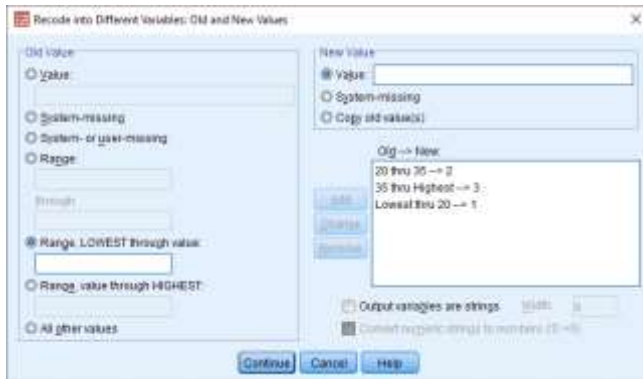 Recode into Different Variables: Old and New Values
Old Value
Value:
System-missing
System- or user-missing
Range:
through
Range, LOWEST through value:
Range, value through HIGHEST:
All other values
New Value
Value:
System-missing
Copy old value(s)
Old --> New:
20 thru 35 --> 2
35 thru Highest --> 3
Lowest thru 20 --> 1
Add
Change
Remove
Output variables are strings
Width:
8
Convert numeric strings to numbers ('5'->5)
Continue
Cancel
Help